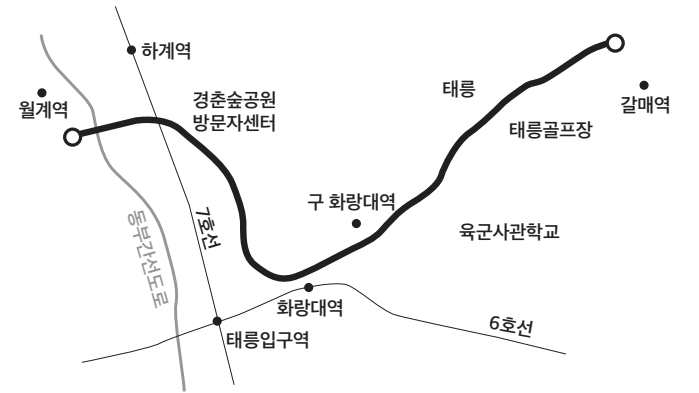 하계역
월계역
경춘숲공원
방문자센터
태릉
갈매역
태릉골프장
구 화랑대역
육군사관학교
7호선
동부간선도로
화랑대역
6호선
태릉입구역